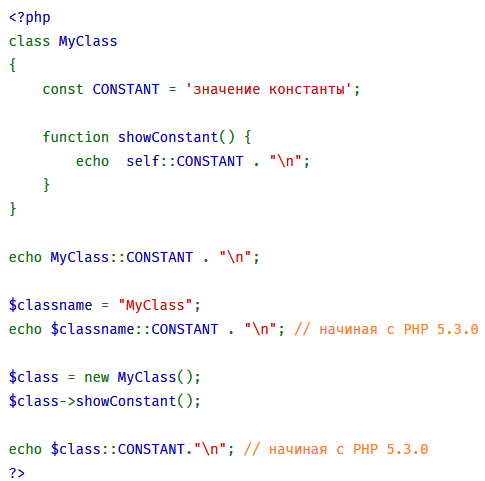 <?php
class MyClass
{
    const CONSTANT = 'значение константы';

    function showConstant() {
        echo  self::CONSTANT . "\n";
    }
}

echo MyClass::CONSTANT . "\n";

$classname = "MyClass";
echo $classname::CONSTANT . "\n"; // начиная с PHP 5.3.0

$class = new MyClass();
$class->showConstant();

echo $class::CONSTANT."\n"; // начиная с PHP 5.3.0
?>